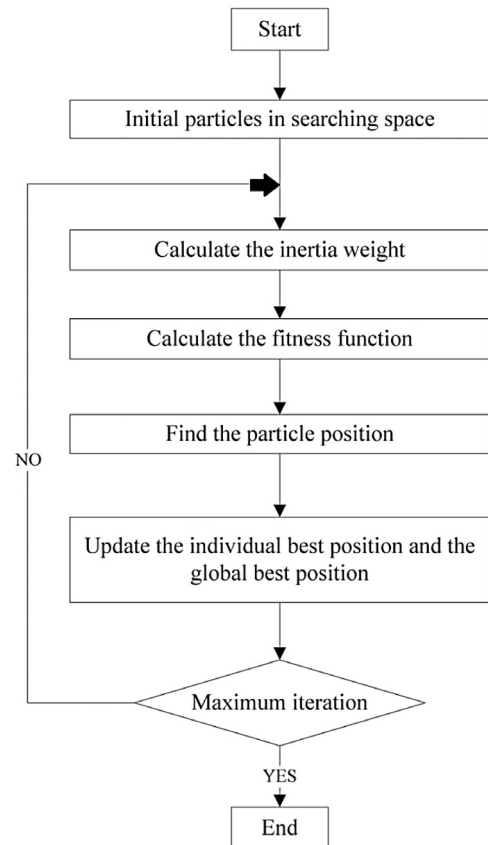 Start
Initial particles in searching space
Calculate the inertia weight
Calculate the fitness function
Find the particle position
NO
Update the individual best position and the
global best position
Maximum iteration
YES
End